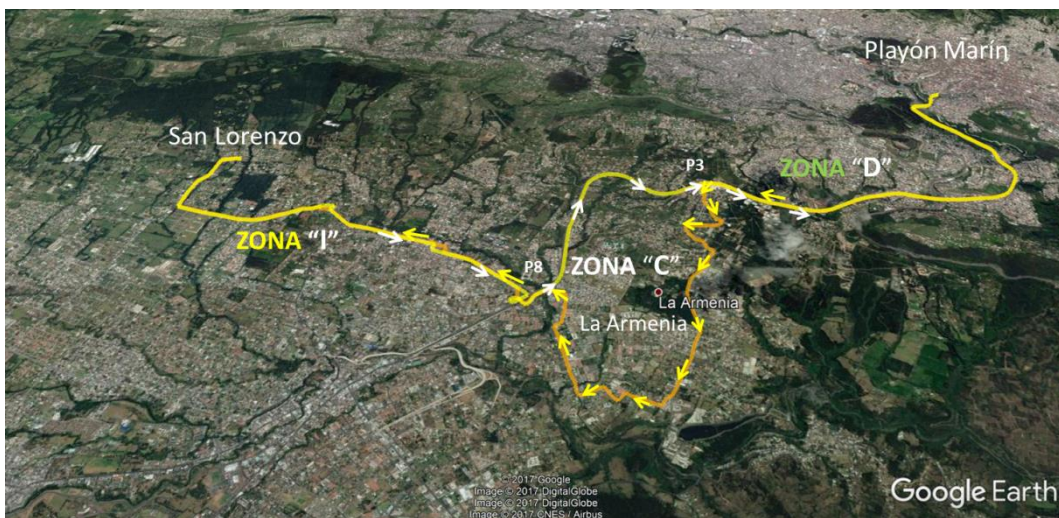 Playón Marín
San Lorenzo
P3
ZONA "D"
ZONA "I"
P8
ZONA "C"
La Armenia
La Armenia
© 2017 Google
Image © 2017 DigitalGlobe
Image © 2017 DigitalGlobe
Image © 2017 CNES / Airbus
Google Earth